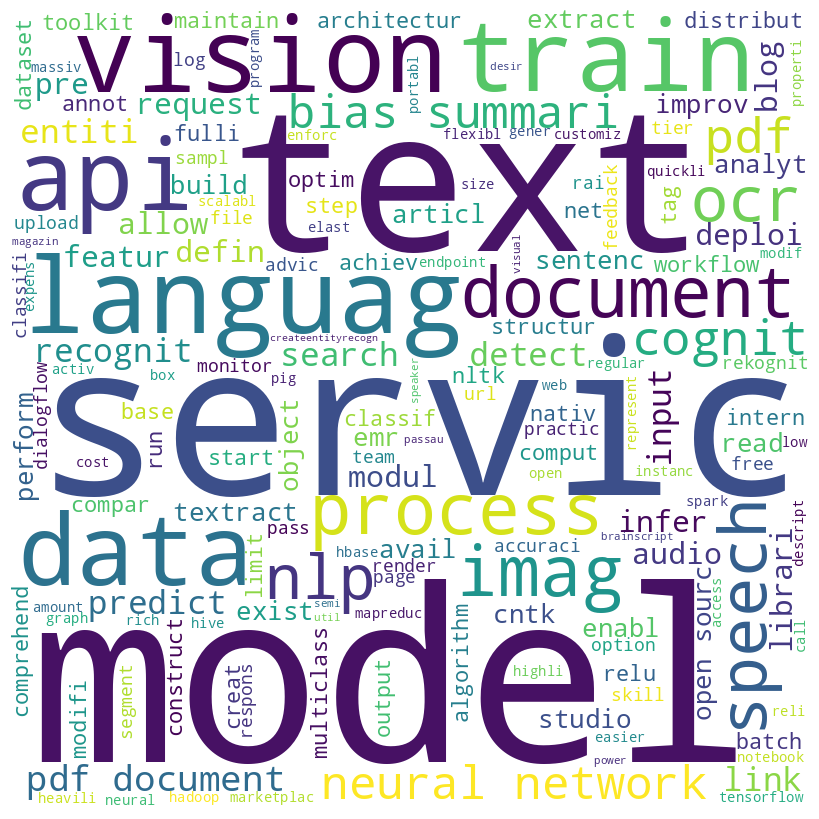 toolkit maintain architectur extract distribut
dataset massiv log program vision portabl desir train blog properti
pre annot request bias summari improv
entiti fulli enforc text flexibl gener customiz tier pdf
api sampl build optim size rai quickli analyt
scalabl step articl net feedback tag ocr
upload allow file elast deploi
magazin featur defin advic achiev endpoint visual sentenc workflow modif
classifi expens languag document
recognit createentityrecogn structur cognit
monitor search detect regular rekognit
activ box pig speaker nltk web
dialogflow base servic classif url nativ represent input intern
perform run cost start object emr passau practic read low
team comput open instanc free
compar modul spark
data textract process brainscript infer descript
pass limit hbase avail accuraci speech audio librari
nlp render page imag
comprehend amount predict semi exist mapreduc cntk enabl open sourc access
graph rich hive util algorithm option call
modifi segment construct creat respons multiclass output model highli relu skill reli
studio
easier batch
power notebook
pdf document neural network link
heavili neural hadoop marketplac tensorflow